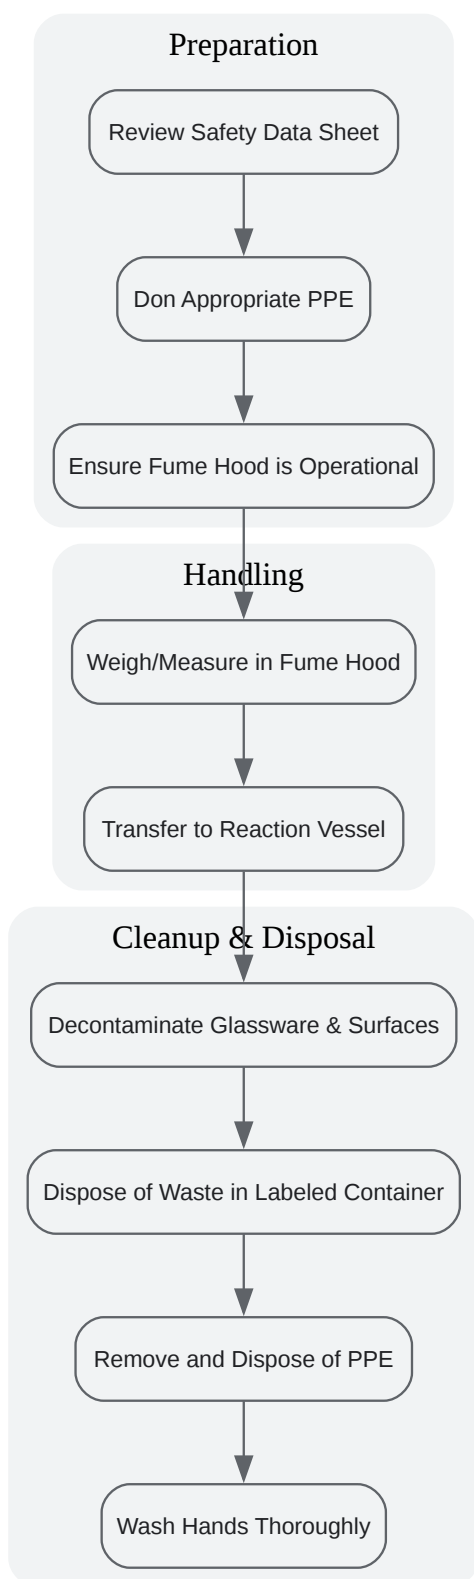 Preparation
Review Safety Data Sheet
Don Appropriate PPE
Ensure Fume Hood is Operational
Handling
Weigh/Measure in Fume Hood
Transfer to Reaction Vessel
Cleanup & Disposal
Decontaminate Glassware & Surfaces
Dispose of Waste in Labeled Container
Remove and Dispose of PPE
Wash Hands Thoroughly